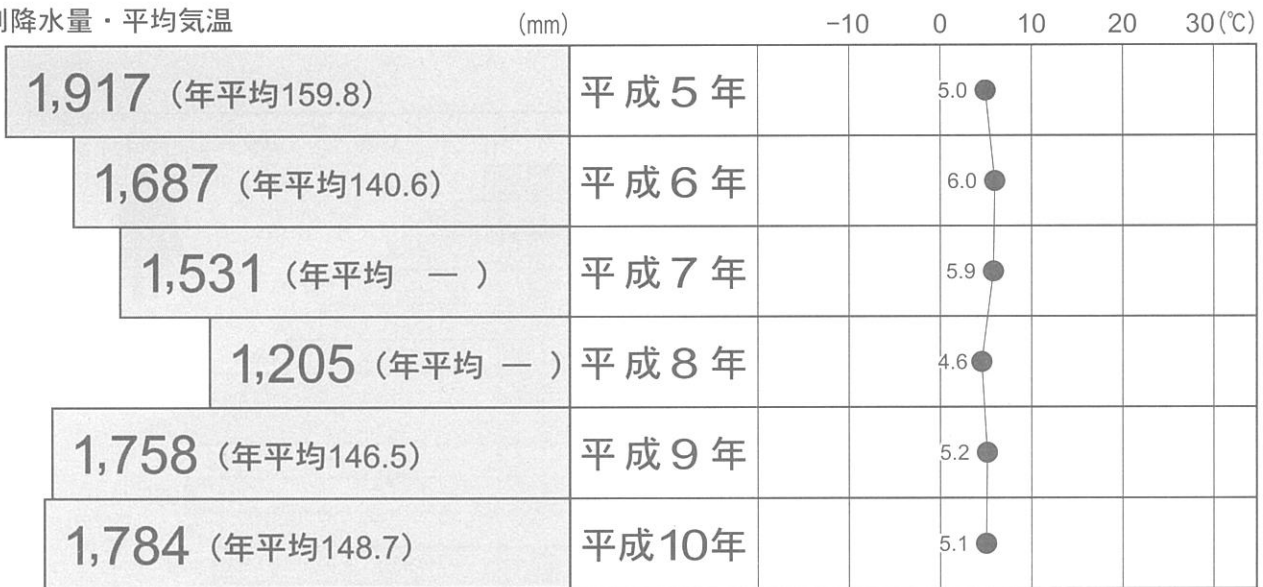 降水量・平均気温 (mm) -10 0 10 20 30(℃)
1,917 (年平均159.8) 平成5年 5.0
1,687 (年平均140.6) 平成6年 6.0
1,531 (年平均 ー ) 平成7年 5.9
1,205 (年平均 ー ) 平成8年 4.6
1,758 (年平均146.5) 平成9年 5.2
1,784 (年平均148.7) 平成10年 5.1